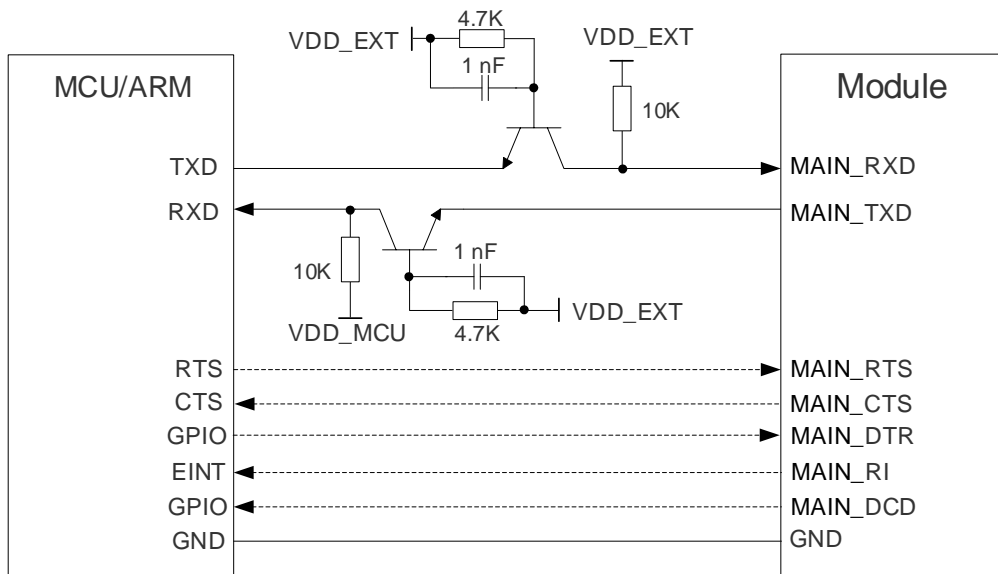 4.7K
VDD_EXT
VDD_EXT
1 nF
MCU/ARM
Module
10K
TXD
MAIN_RXD
RXD
MAIN_TXD
1 nF
10K
VDD_EXT
VDD_MCU
4.7K
RTS
MAIN_RTS
CTS
MAIN_CTS
GPIO
MAIN_DTR
EINT
MAIN_RI
GPIO
MAIN_DCD
GND
GND